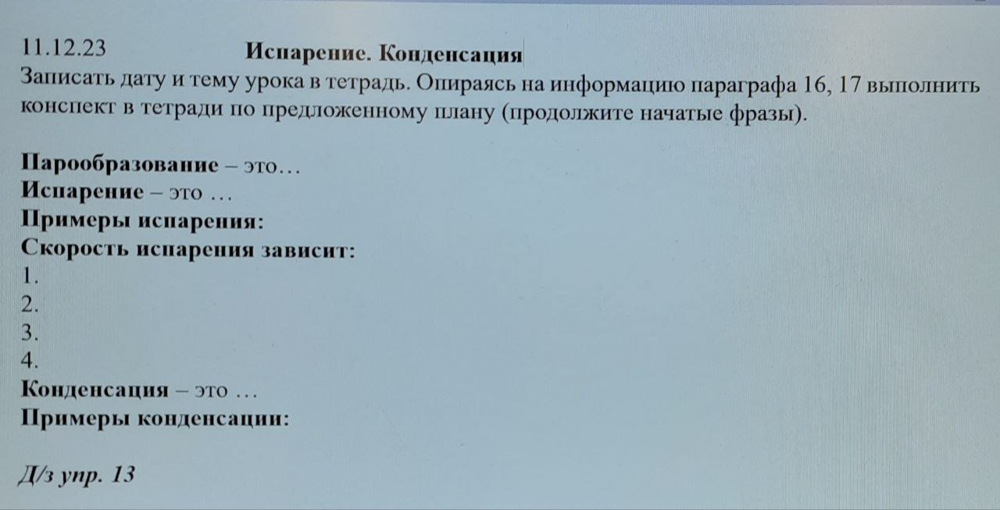 11.12.23 Испарение. Конденсация
Записать дату и тему урока в тетрадь. Опираясь на информацию параграфа 16, 17 выполнить
конспект в тетради по предложенному плану (продолжите начатые фразы).
Парообразование – это…
Испарение – это …
Примеры испарения:
Скорость испарения зависит:
1.
2.
3.
4.
Конденсация – это …
Примеры конденсации:
Д/з упр. 13